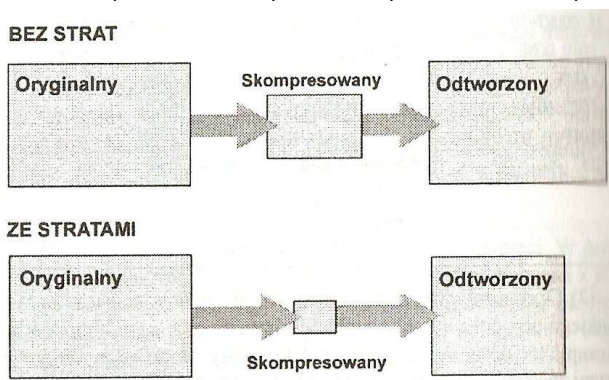 BEZ STRAT
Oryginalny Skompresowany Odtworzony
ZE STRATAMI
Oryginalny Odtworzony
Skompresowany